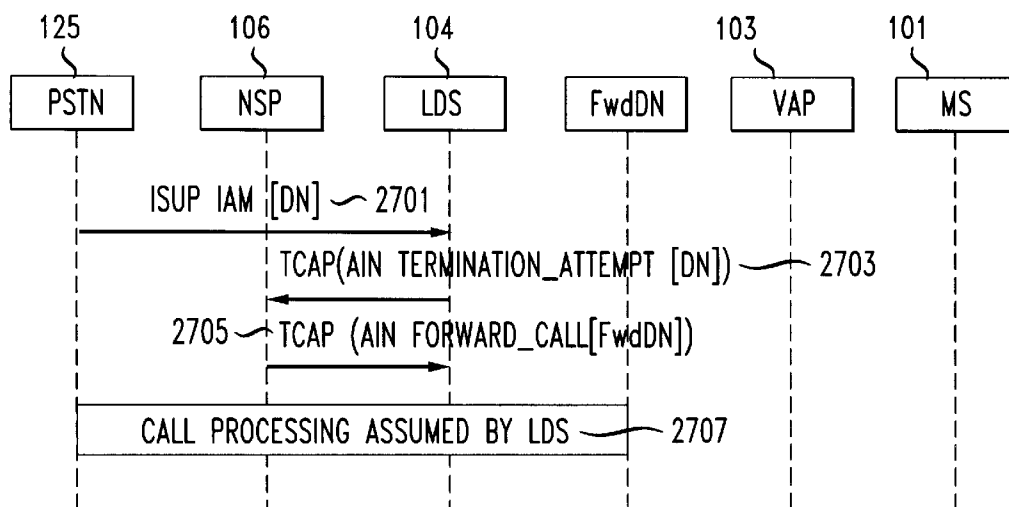 125 106 104 103 101
PSTN NSP LDS FwdDN VAP MS
ISUP IAM [DN] 2701
TCAP(AIN TERMINATION_ATTEMPT [DN]) 2703
2705 TCAP (AIN FORWARD_CALL[FwdDN])
CALL PROCESSING ASSUMED BY LDS 2707